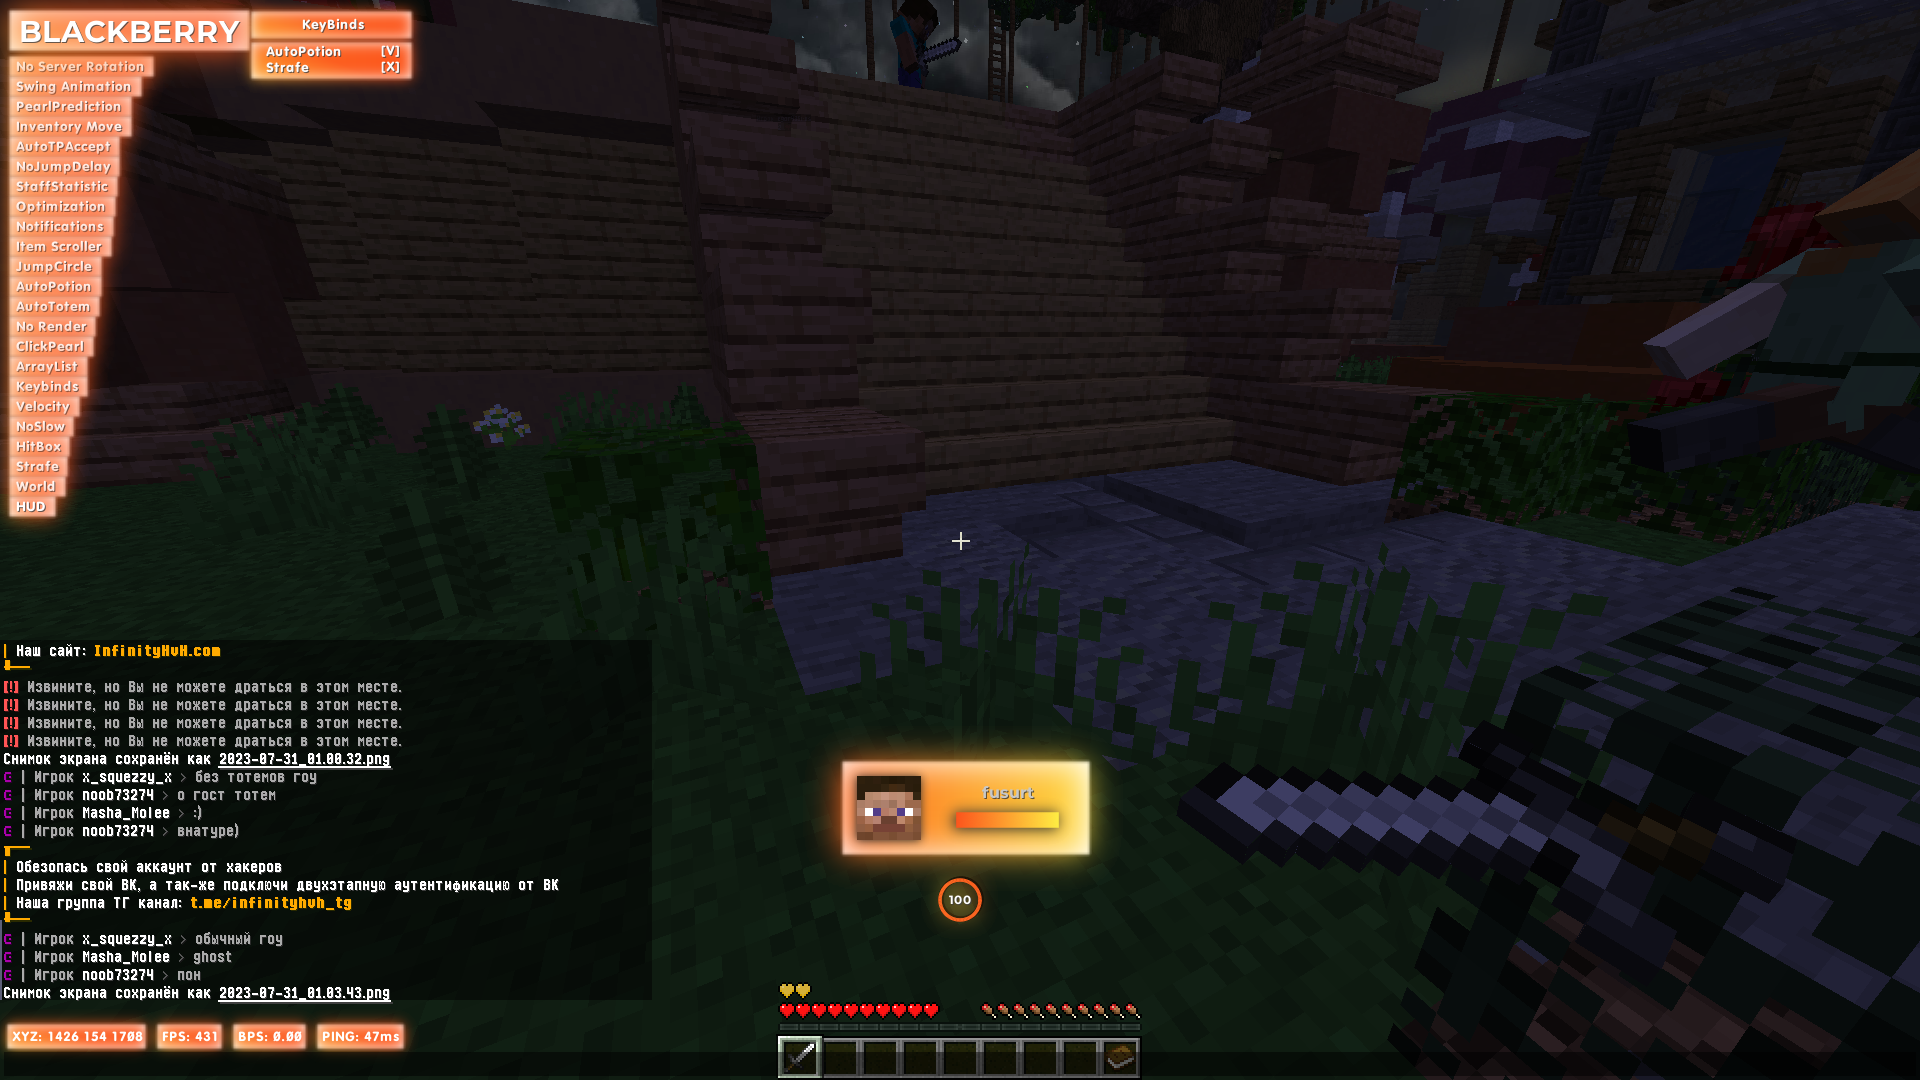 BLACKBERRY
KeyBinds
AutoPotion [V]
Strafe [X]
No Server Rotation
Swing Animation
PearlPrediction
Inventory Move
AutoTPAccept
NoJumpDelay
StaffStatistic
Optimization
Notifications
Item Scroller
JumpCircle
AutoPotion
AutoTotem
No Render
ClickPearl
ArrayList
Keybinds
Velocity
NoSlow
HitBox
Strafe
World
HUD
| Наш сайт: InfinityHvH.com
[!] Извините, но Вы не можете драться в этом месте.
[!] Извините, но Вы не можете драться в этом месте.
[!] Извините, но Вы не можете драться в этом месте.
[!] Извините, но Вы не можете драться в этом месте.
Снимок экрана сохранён как 2023-07-31_01.00.32.png
G | Игрок x_squezzy_x > без тотемов гоу
G | Игрок noob73274 > о гост тотем
G | Игрок Masha_Molee > :)
G | Игрок noob73274 > внатуре)
| Обезопась свой аккаунт от хакеров
| Привяжи свой ВК, а так-же подключи двухэтапную аутентификацию от ВК
| Наша группа ТГ канал: t.me/infinityhvh_tg
G | Игрок x_squezzy_x > обычный гоу
G | Игрок Masha_Molee > ghost
G | Игрок noob73274 > пон
Снимок экрана сохранён как 2023-07-31_01.03.43.png
fusurt
100
XYZ: 1426 154 1708 FPS: 431 BPS: 0.00 PING: 47ms